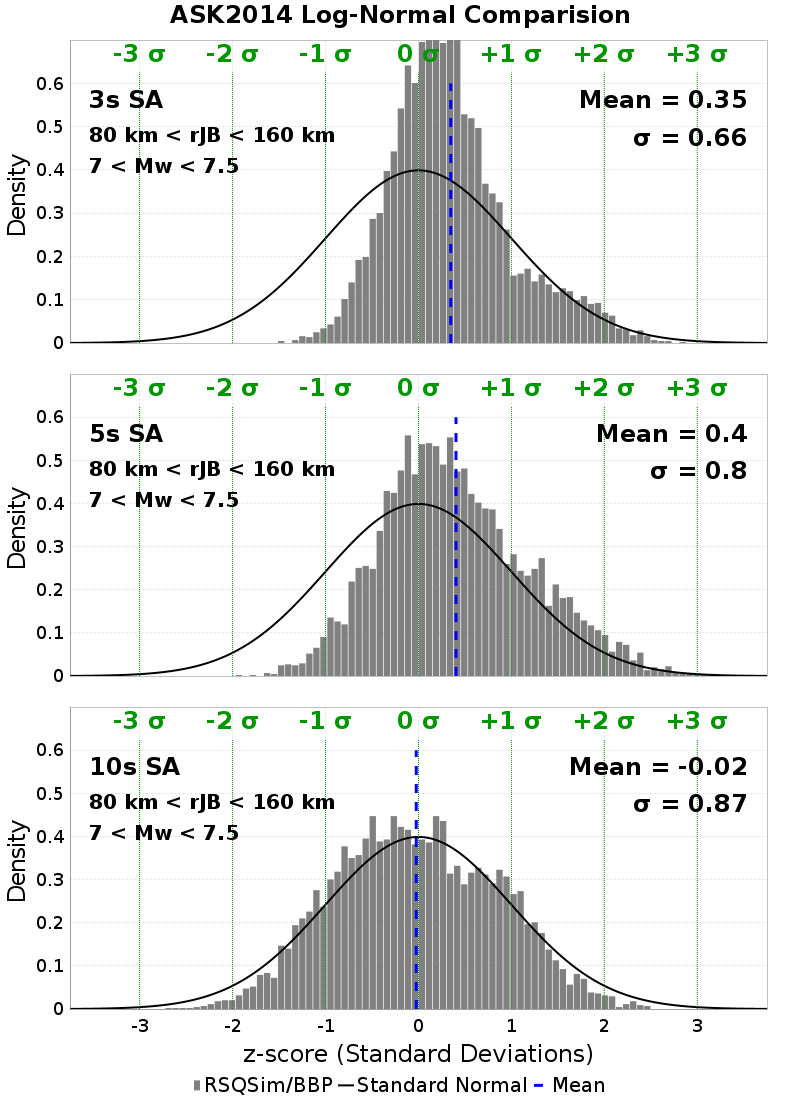 ASK2014 Log-Normal Comparision
-3 σ -2 σ -1 σ 0 σ +1 σ +2 σ +3 σ
0.6
0.5
0.4
0.3
0.2
0.1
0
Density
3s SA
80 km < rJB < 160 km
7 < Mw < 7.5
Mean = 0.35
σ = 0.66
-3 σ -2 σ -1 σ 0 σ +1 σ +2 σ +3 σ
0.6
0.5
0.4
0.3
0.2
0.1
0
Density
5s SA
80 km < rJB < 160 km
7 < Mw < 7.5
Mean = 0.4
σ = 0.8
-3 σ -2 σ -1 σ 0 σ +1 σ +2 σ +3 σ
0.6
0.5
0.4
0.3
0.2
0.1
0
Density
10s SA
80 km < rJB < 160 km
7 < Mw < 7.5
Mean = -0.02
σ = 0.87
-3 -2 -1 0 1 2 3
z-score (Standard Deviations)
RSQSim/BBP Standard Normal Mean